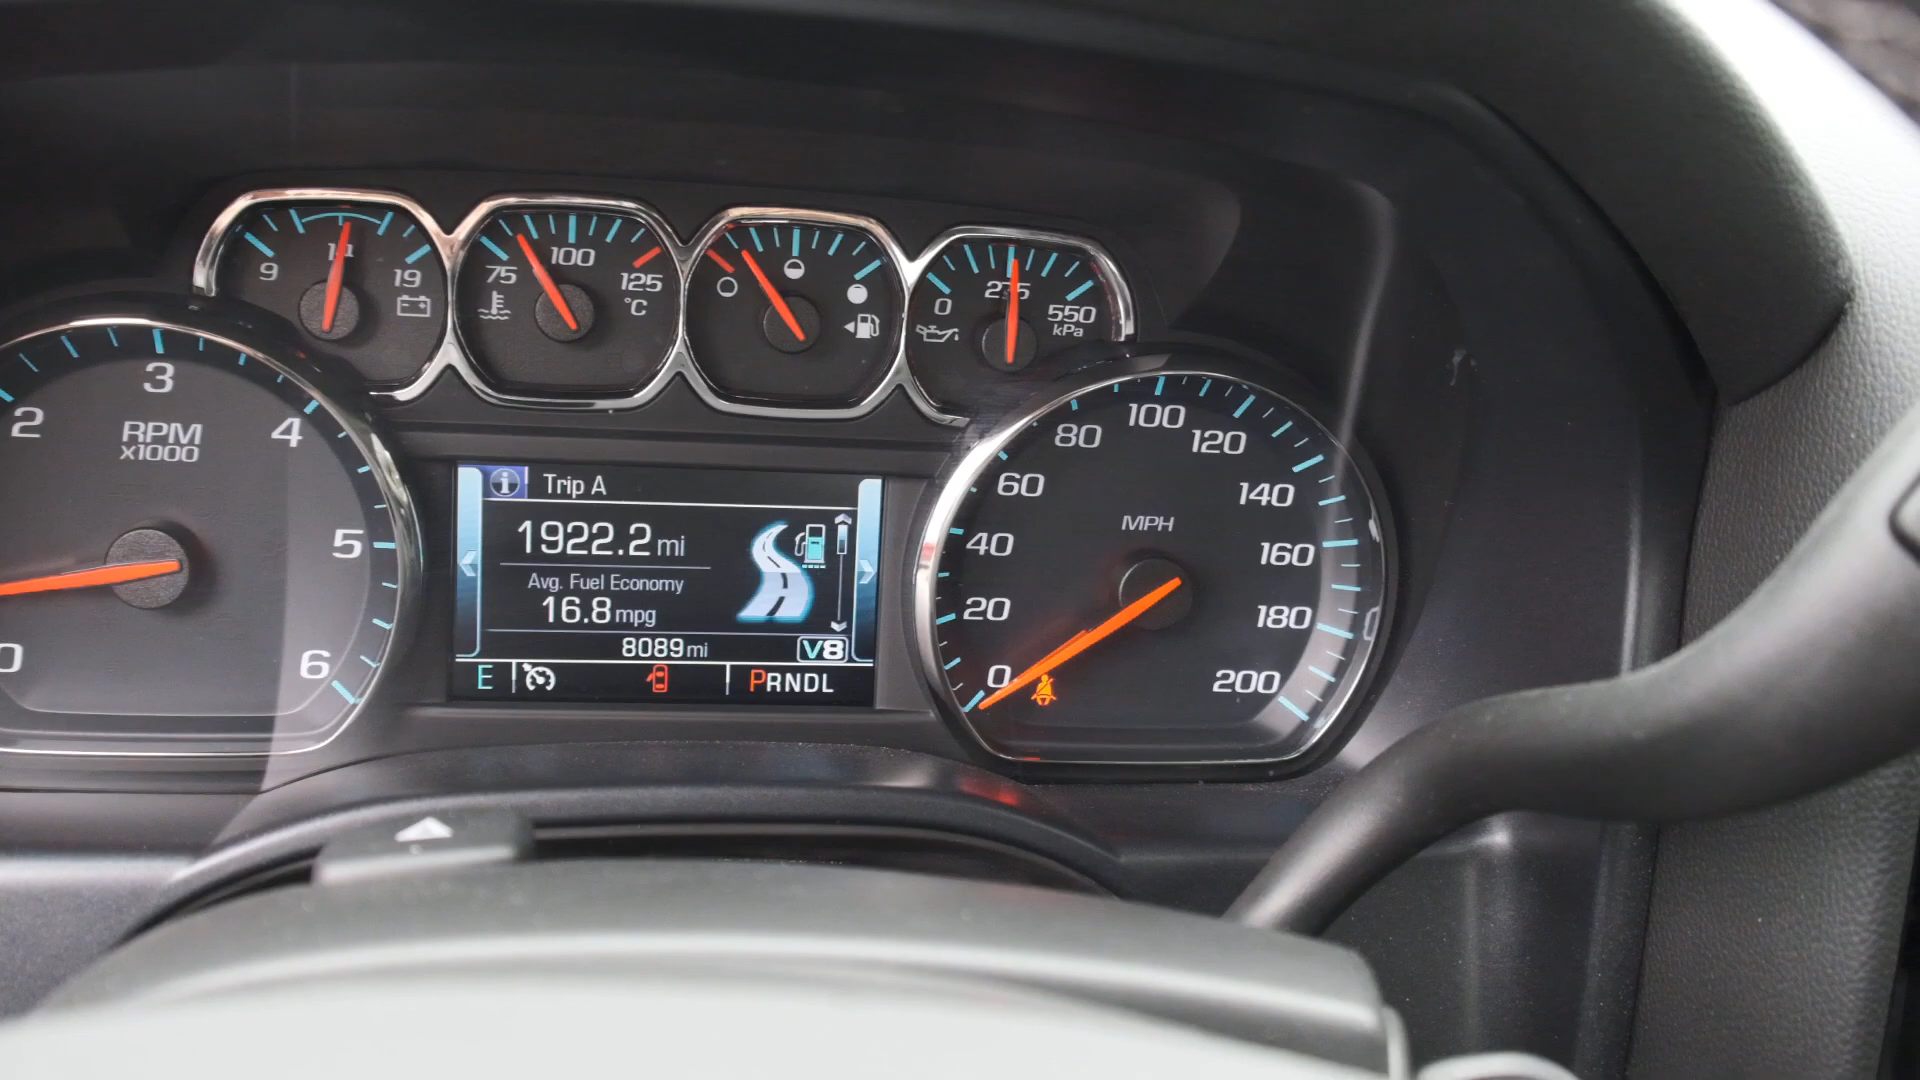 9 19
75 100 125
°C
0 275 550
kPa
0 2 3 4 5 6
RPM
x1000
Trip A
1922.2 mi
Avg. Fuel Economy
16.8 mpg
8089 mi V8
E PRNDL
0 20 40 60 80 100 120 140 160 180 200
MPH